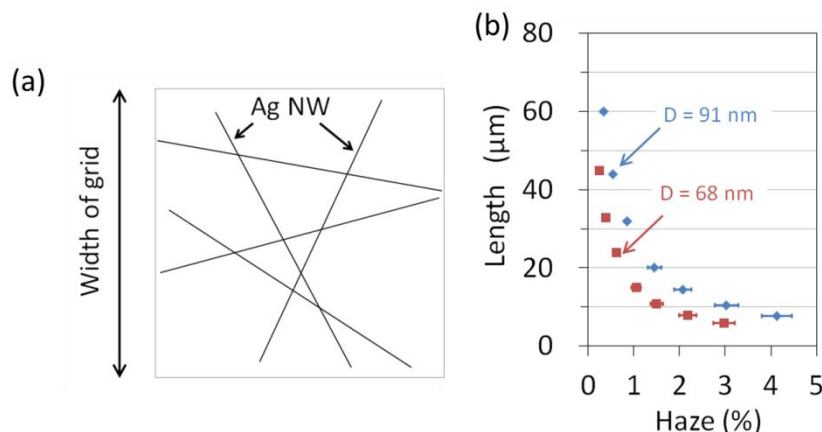 (a)
Width of grid
Ag NW
(b)
Length (μm)
80
60
40
20
0
D = 91 nm
D = 68 nm
0 1 2 3 4 5
Haze (%)